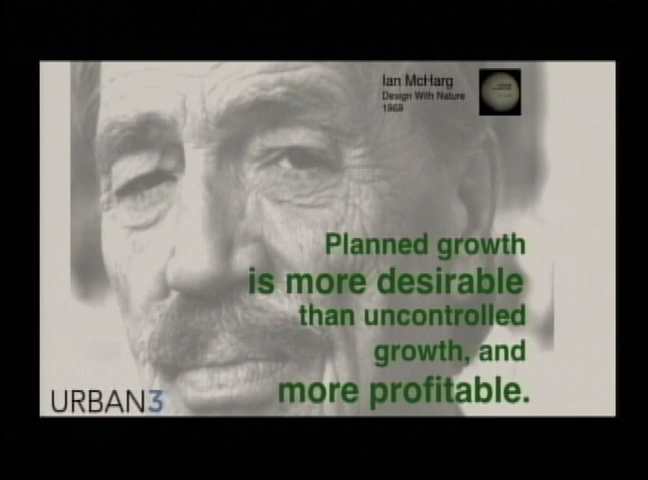 Ian McHarg
Design With Nature
1969
Planned growth
is more desirable
than uncontrolled
growth, and
more profitable.
URBAN3